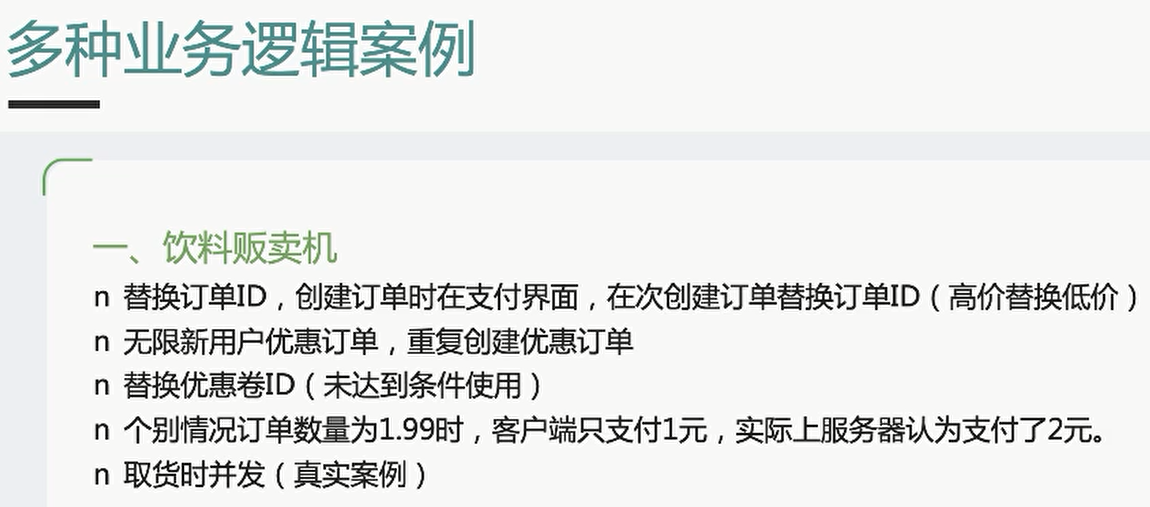 多种业务逻辑案例
一、饮料贩卖机
n 替换订单ID，创建订单时在支付界面，在次创建订单替换订单ID（高价替换低价）
n 无限新用户优惠订单，重复创建优惠订单
n 替换优惠卷ID（未达到条件使用）
n 个别情况订单数量为1.99时，客户端只支付1元，实际上服务器认为支付了2元。
n 取货时并发（真实案例）